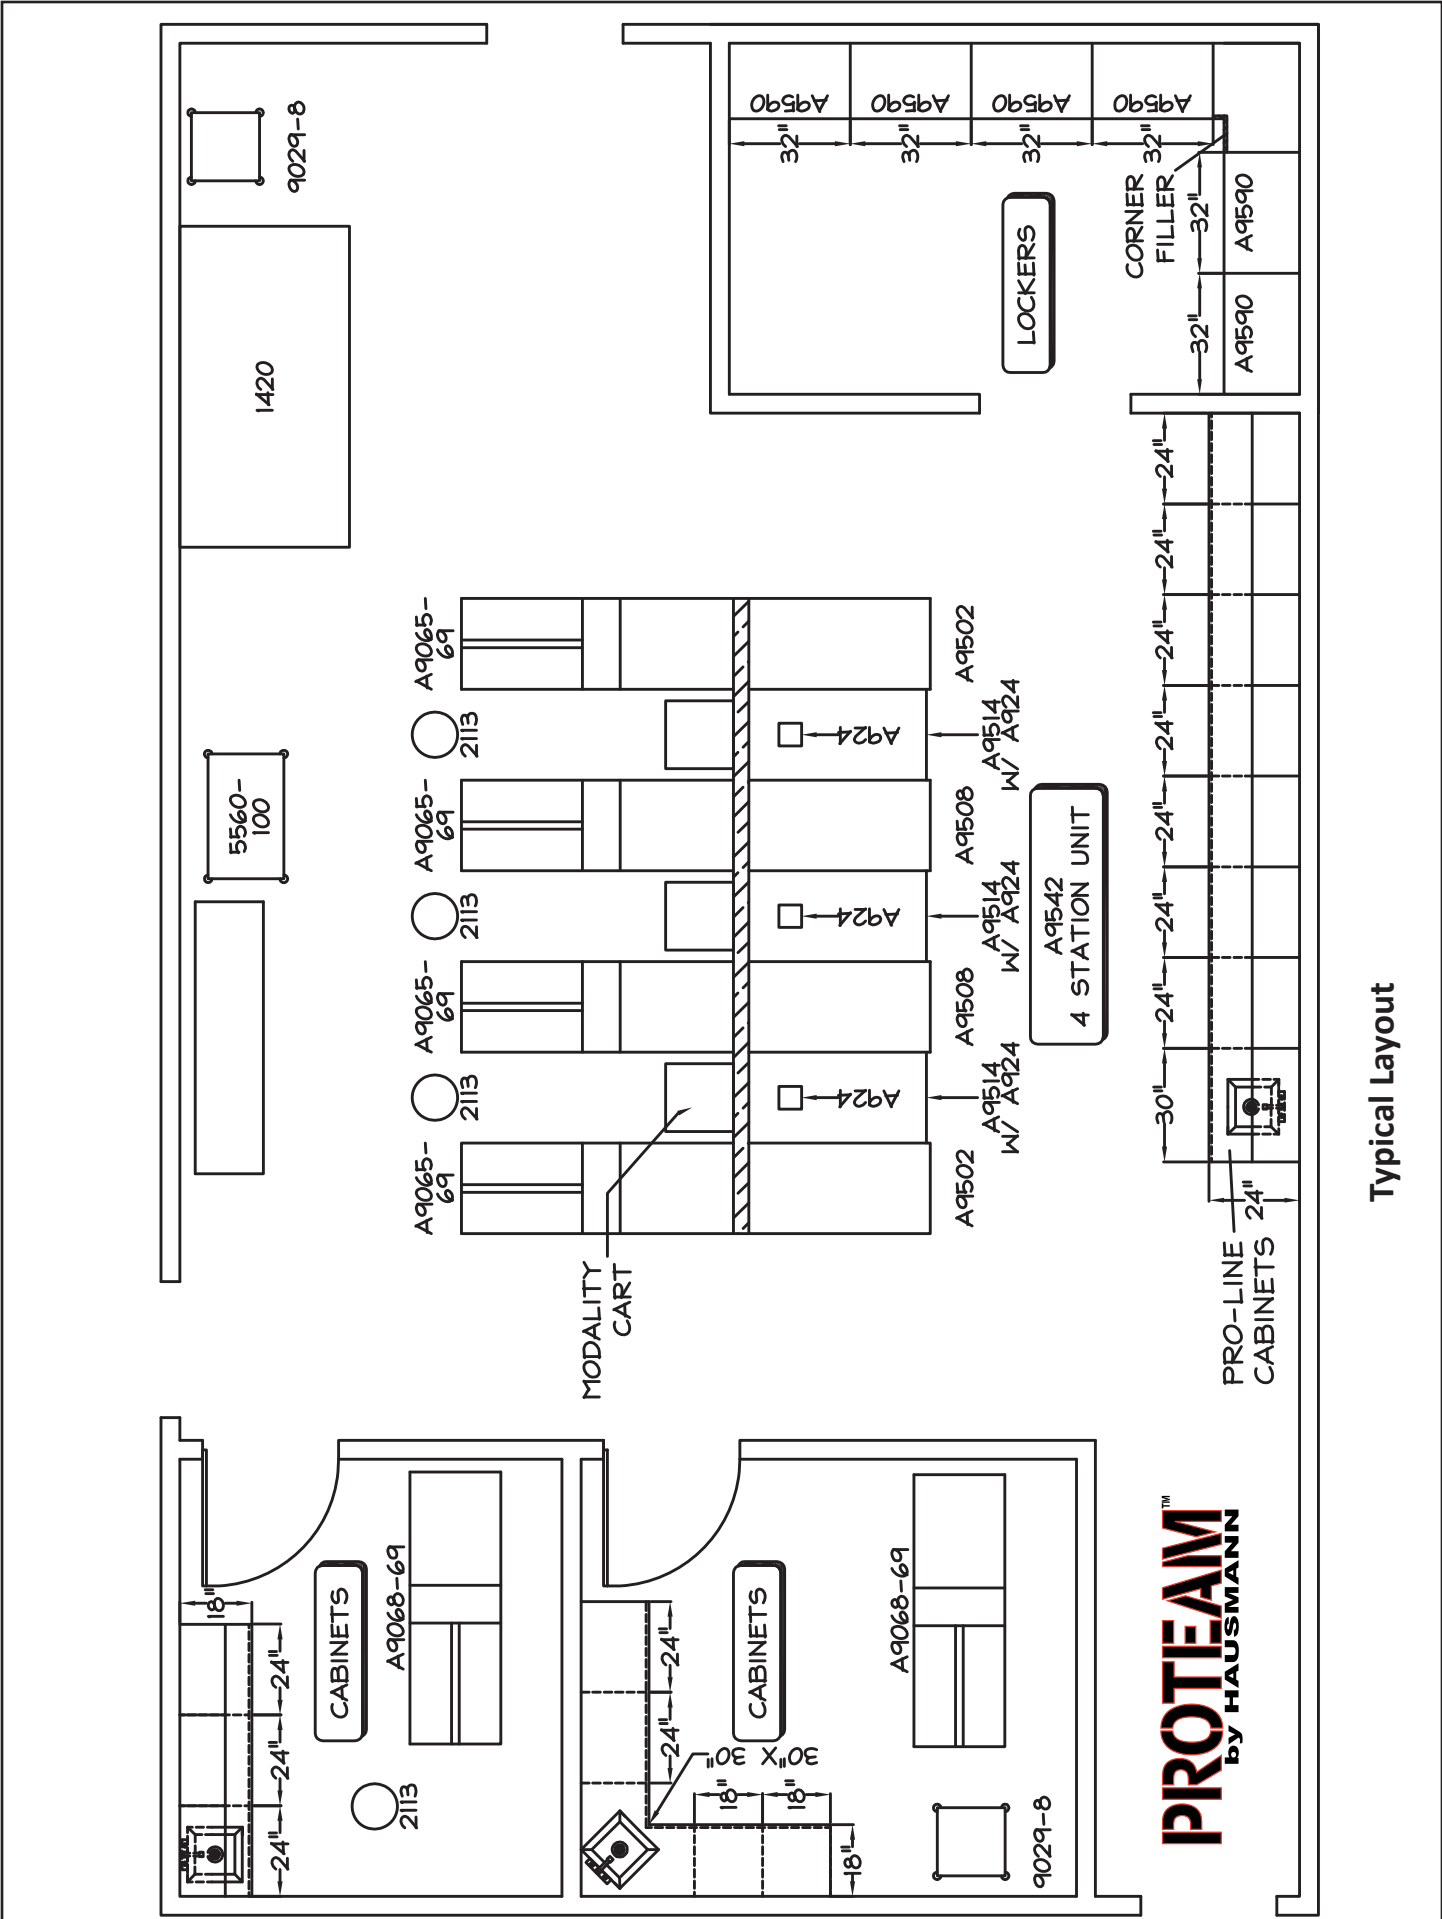 24"
24"
24"
18"
CABINETS
2113
A9068-69
5560-
100
1420
9029-8
A9065-
69
2113
A9065-
69
2113
A9065-
69
2113
A9065-
69
MODALITY
CART
A924
A924
A924
A9502
A9514
W/ A924
A9508
A9514
W/ A924
A9508
A9514
W/ A924
A9502
A9542
4 STATION UNIT
24"
24"
30"X 30"
18"
18"
18"
CABINETS
A9068-69
9029-8
A9590
A9590
A9590
A9590
32"
32"
32"
32"
LOCKERS
CORNER
FILLER
32"
32"
A9590
A9590
30"
24"
24"
24"
24"
24"
24"
24"
24"
PRO-LINE
CABINETS
PROTEAM™
by HAUSMANN
Typical Layout